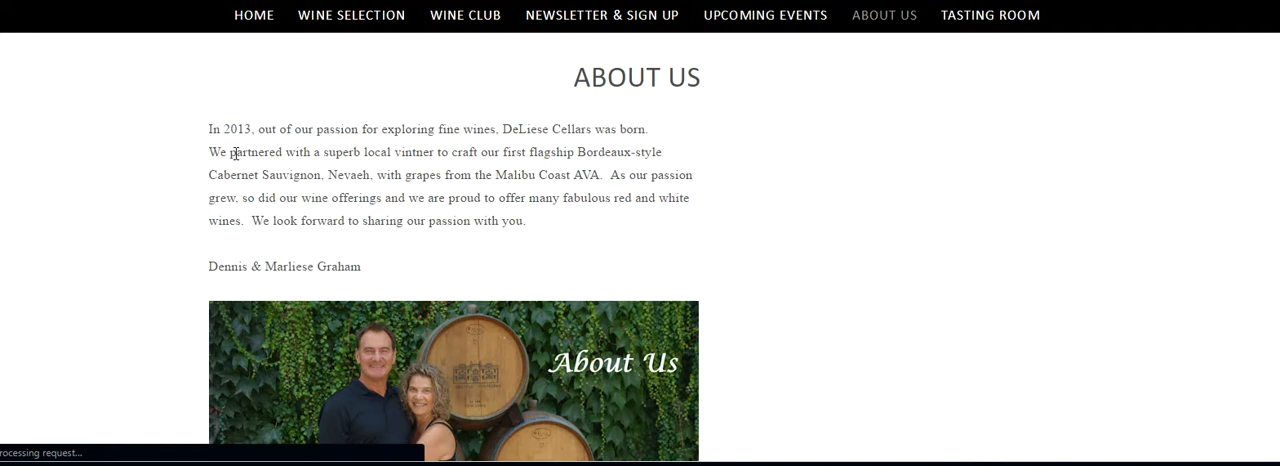 HOME WINE SELECTION WINE CLUB NEWSLETTER & SIGN UP UPCOMING EVENTS ABOUT US TASTING ROOM
ABOUT US
In 2013, out of our passion for exploring fine wines, DeLiese Cellars was born.
We partnered with a superb local vintner to craft our first flagship Bordeaux-style
Cabernet Sauvignon, Nevaeh, with grapes from the Malibu Coast AVA. As our passion
grew, so did our wine offerings and we are proud to offer many fabulous red and white
wines. We look forward to sharing our passion with you.
Dennis & Marliese Graham
About Us
rocessing request...